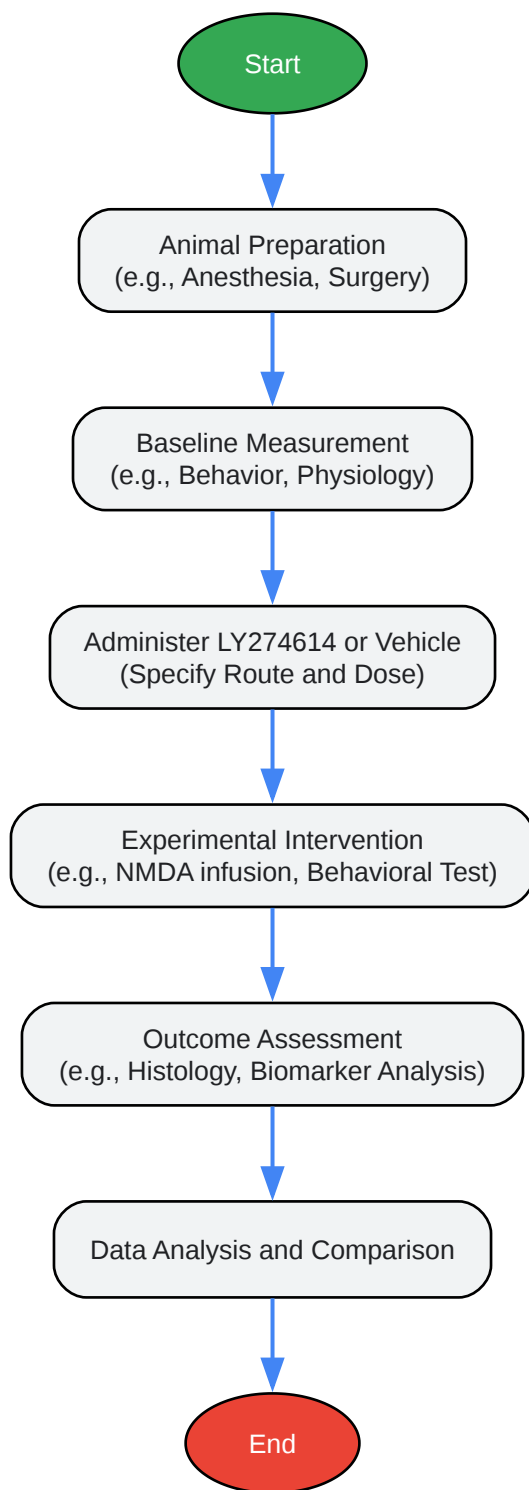 Start
Animal Preparation
(e.g., Anesthesia, Surgery)
Baseline Measurement
(e.g., Behavior, Physiology)
Administer LY274614 or Vehicle
(Specify Route and Dose)
Experimental Intervention
(e.g., NMDA infusion, Behavioral Test)
Outcome Assessment
(e.g., Histology, Biomarker Analysis)
Data Analysis and Comparison
End